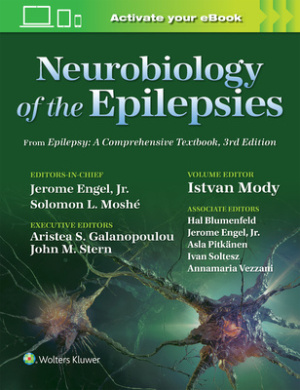 Activate your eBook
Neurobiology
of the Epilepsies
From Epilepsy: A Comprehensive Textbook, 3rd Edition
EDITORS-IN-CHIEF
Jerome Engel, Jr.
Solomon L. Moshé
EXECUTIVE EDITORS
Aristea S. Galanopoulou
John M. Stern
VOLUME EDITOR
Istvan Mody
ASSOCIATE EDITORS
Hal Blumenfeld
Jerome Engel, Jr.
Asla Pitkänen
Ivan Soltesz
Annamaria Vezzani
Wolters Kluwer